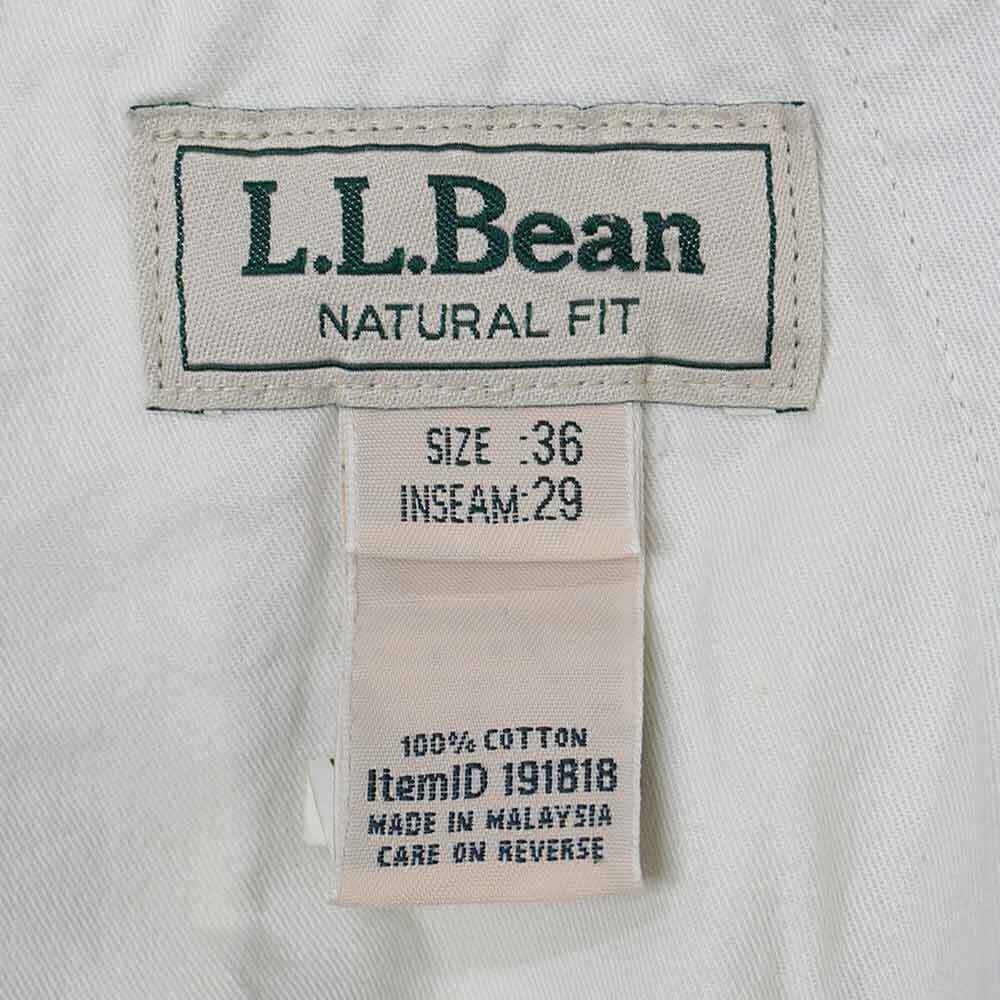 L.L.Bean
NATURAL FIT
SIZE :36
INSEAM:29
100% COTTON
ItemID 191818
MADE IN MALAYSIA
CARE ON REVERSE